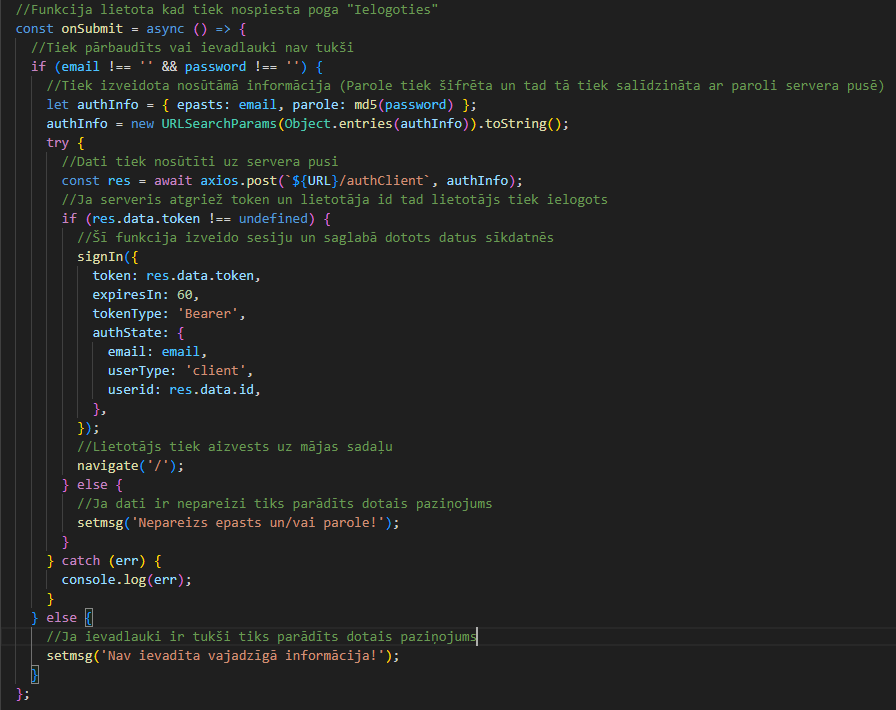 //Funkcija lietota kad tiek nospiesta poga "Ielogoties"
const onSubmit = async () => {
  //Tiek pārbaudīts vai ievadlauki nav tukši
  if (email !== '' && password !== '') {
    //Tiek izveidota nosūtāmā informācija (Parole tiek šifrēta un tad tā tiek salīdzināta ar paroli servera pusē)
    let authInfo = { epasts: email, parole: md5(password) };
    authInfo = new URLSearchParams(Object.entries(authInfo)).toString();
    try {
      //Dati tiek nosūtīti uz servera pusi
      const res = await axios.post(`${URL}/authClient`, authInfo);
      //Ja serveris atgriež token un lietotāja id tad lietotājs tiek ielogots
      if (res.data.token !== undefined) {
        //Šī funkcija izveido sesiju un saglabā dotots datus sīkdatnēs
        signIn({
          token: res.data.token,
          expiresIn: 60,
          tokenType: 'Bearer',
          authState: {
            email: email,
            userType: 'client',
            userid: res.data.id,
          },
        });
        //Lietotājs tiek aizvests uz mājas sadaļu
        navigate('/');
      } else {
        //Ja dati ir nepareizi tiks parādīts dotais paziņojums
        setmsg('Nepareizs epasts un/vai parole!');
      }
    } catch (err) {
      console.log(err);
    }
  } else {
    //Ja ievadlauki ir tukši tiks parādīts dotais paziņojums
    setmsg('Nav ievadīta vajadzīgā informācija!');
  }
};